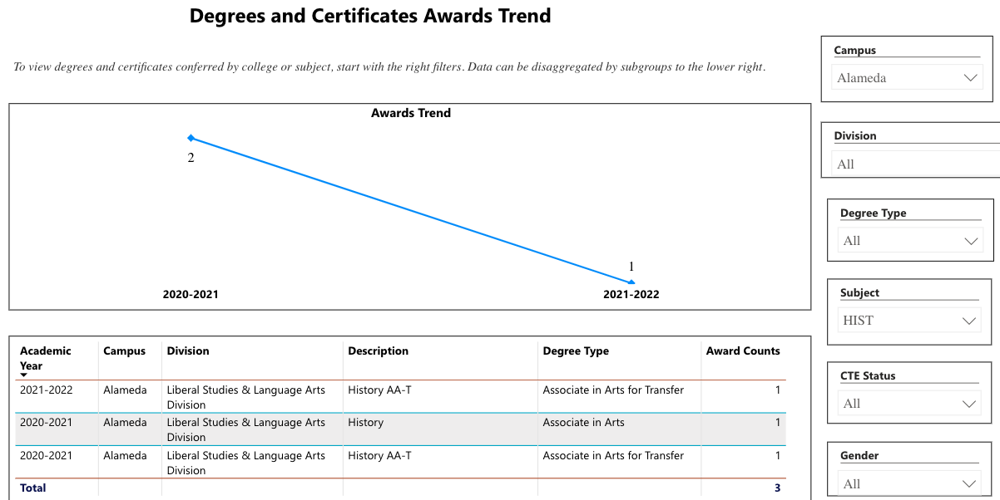 Degrees and Certificates Awards Trend
To view degrees and certificates conferred by college or subject, start with the right filters. Data can be disaggregated by subgroups to the lower right.
Awards Trend
2
1
2020-2021
2021-2022
Academic Year
Campus
Division
Description
Degree Type
Award Counts
2021-2022 Alameda Liberal Studies & Language Arts History AA-T Associate in Arts for Transfer 1
Division
2020-2021 Alameda Liberal Studies & Language Arts History Associate in Arts 1
Division
2020-2021 Alameda Liberal Studies & Language Arts History AA-T Associate in Arts for Transfer 1
Division
Total 3
Campus
Alameda
Division
All
Degree Type
All
Subject
HIST
CTE Status
All
Gender
All